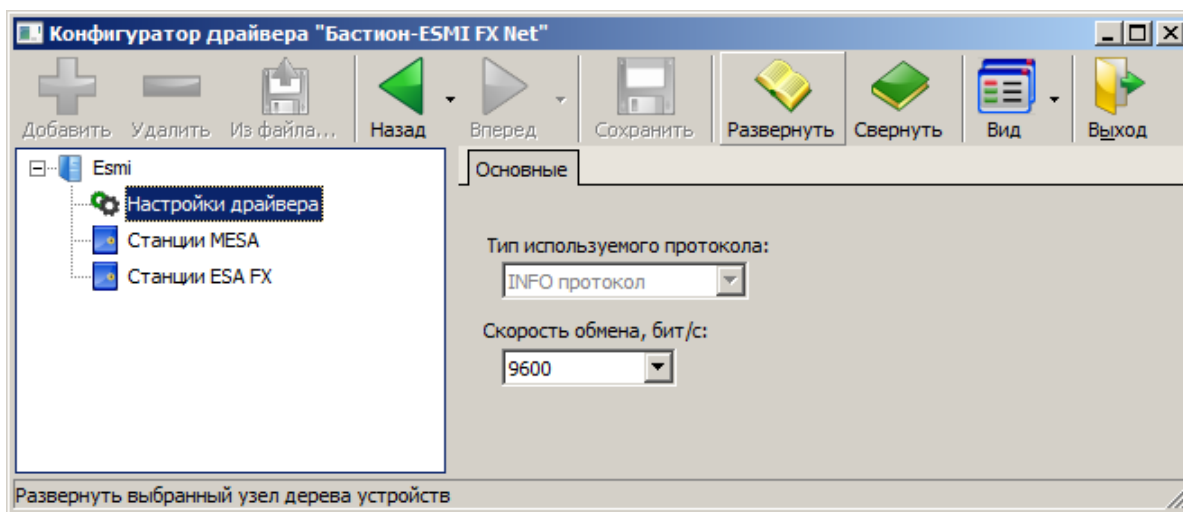 Конфигуратор драйвера "Бастион-ESMI FX Net"
Добавить Удалить Из файла... Назад Вперед Сохранить Развернуть Свернуть Вид Выход
Esmi
Настройки драйвера
Станции MESA
Станции ESA FX
Основные
Тип используемого протокола:
INFO протокол
Скорость обмена, бит/с:
9600
Развернуть выбранный узел дерева устройств